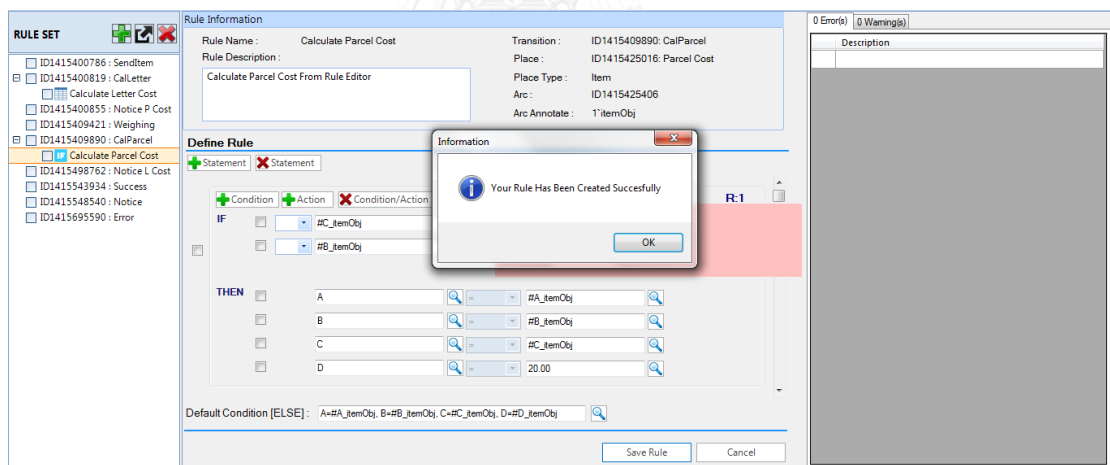 RULE SET
ID1415400786 : SendItem
ID1415400819 : CalLetter
Calculate Letter Cost
ID1415400855 : Notice P Cost
ID1415409421 : Weighing
ID1415409890 : CalParcel
IF Calculate Parcel Cost
ID1415498762 : Notice L Cost
ID1415543934 : Success
ID1415548540 : Notice
ID1415695590 : Error
Rule Information
Rule Name : Calculate Parcel Cost
Rule Description :
Calculate Parcel Cost From Rule Editor
Transition : ID1415409890: CalParcel
Place : ID1415425016: Parcel Cost
Place Type : Item
Arc : ID1415425406
Arc Annotate : 1`itemObj
Define Rule
Statement Statement
Condition Action Condition/Action R:1
IF #C_itemObj
#B_itemObj
THEN A = #A_itemObj
B = #B_itemObj
C = #C_itemObj
D = 20.00
Default Condition [ELSE] : A=#A_itemObj, B=#B_itemObj, C=#C_itemObj, D=#D_itemObj
Save Rule Cancel
Information
Your Rule Has Been Created Succesfully
OK
0 Error(s) 0 Warning(s)
Description